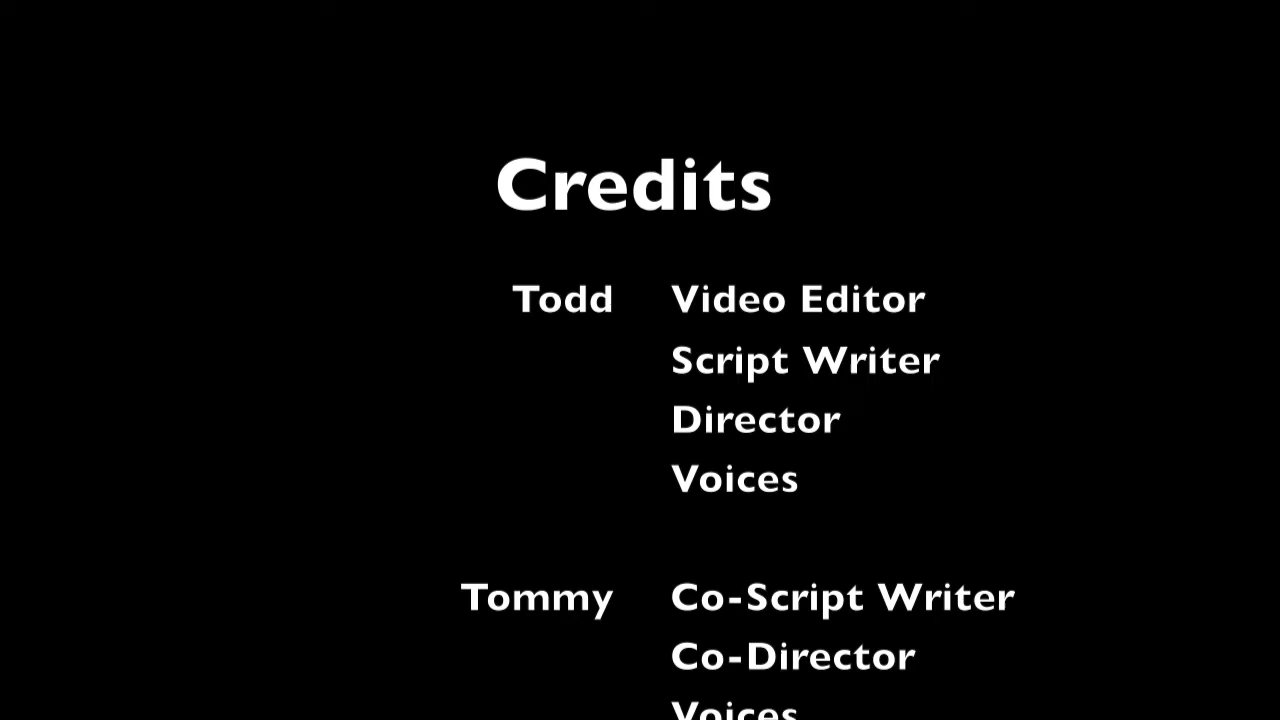 Credits
Todd Video Editor
Script Writer
Director
Voices
Tommy Co-Script Writer
Co-Director
Voices